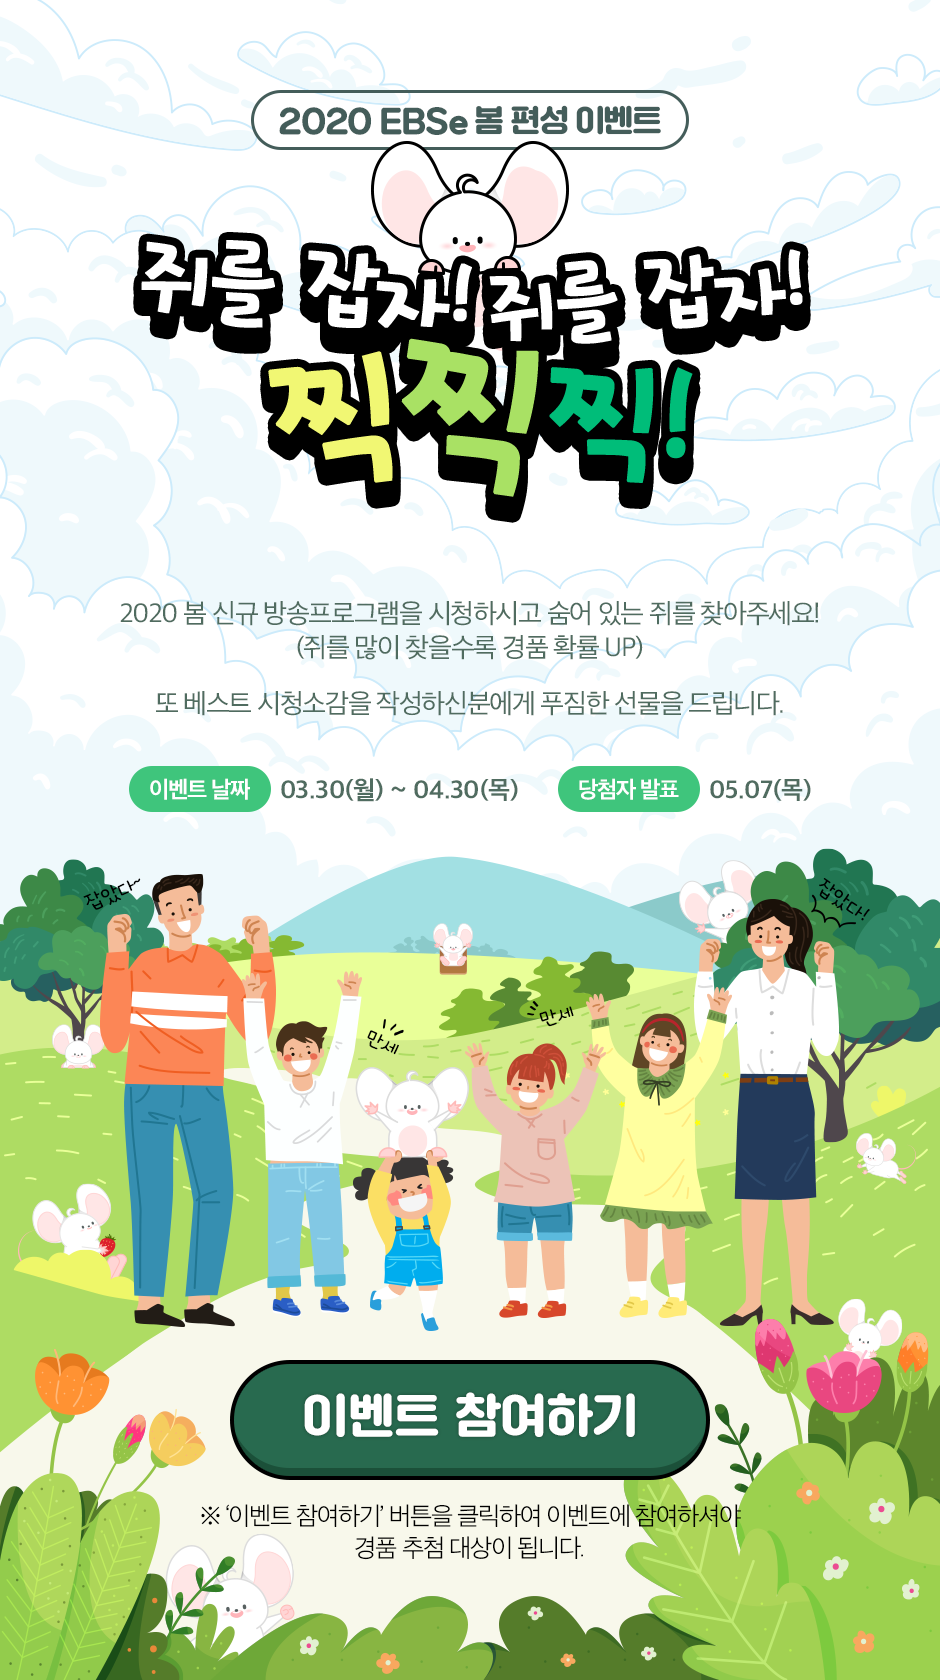 2020 EBSe 봄 편성 이벤트
쥐를 잡자! 쥐를 잡자!
찍찍찍!
2020 봄 신규 방송프로그램을 시청하시고 숨어 있는 쥐를 찾아주세요!
(쥐를 많이 찾을수록 경품 확률 UP)
또 베스트 시청소감을 작성하신분에게 푸짐한 선물을 드립니다.
이벤트 날짜 03.30(월) ~ 04.30(목) 당첨자 발표 05.07(목)
잡았다~
잡았다!
만세
만세
이벤트 참여하기
※ ‘이벤트 참여하기’ 버튼을 클릭하여 이벤트에 참여하셔야
경품 추첨 대상이 됩니다.